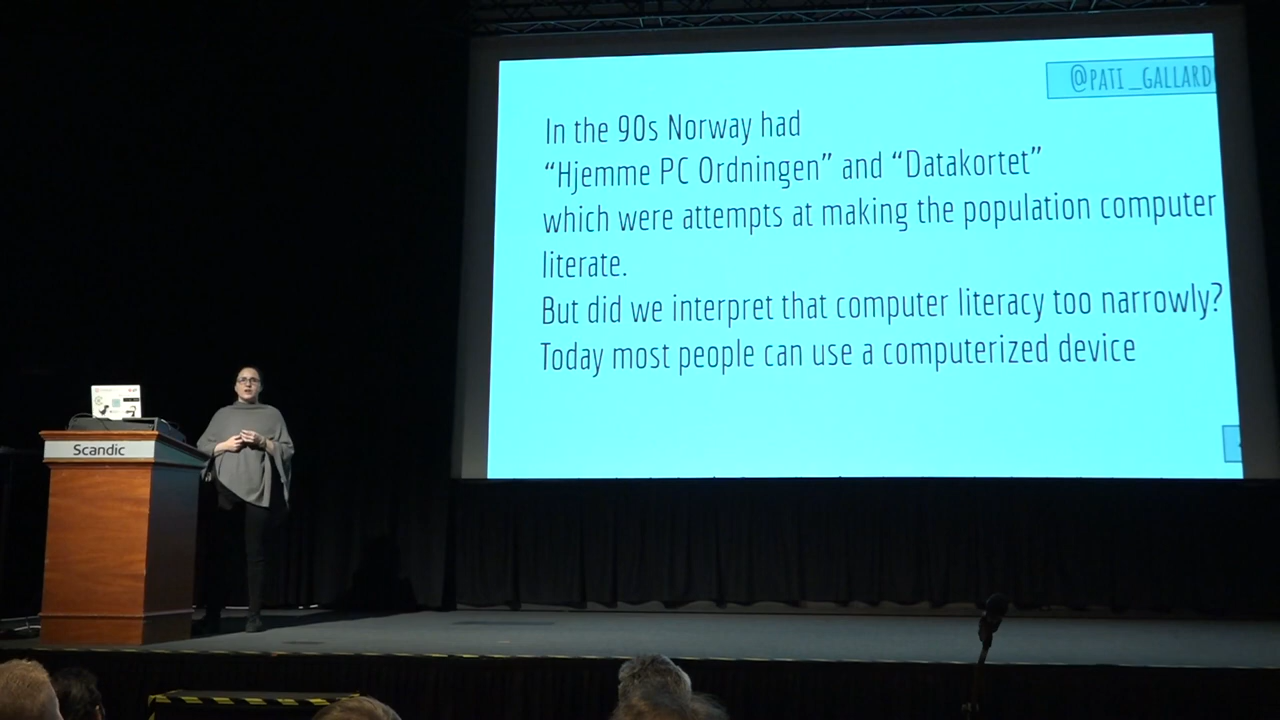 @PATI_GALLARD
In the 90s Norway had
“Hjemme PC Ordningen” and “Datakortet”
which were attempts at making the population computer
literate.
But did we interpret that computer literacy too narrowly?
Today most people can use a computerized device
Scandic